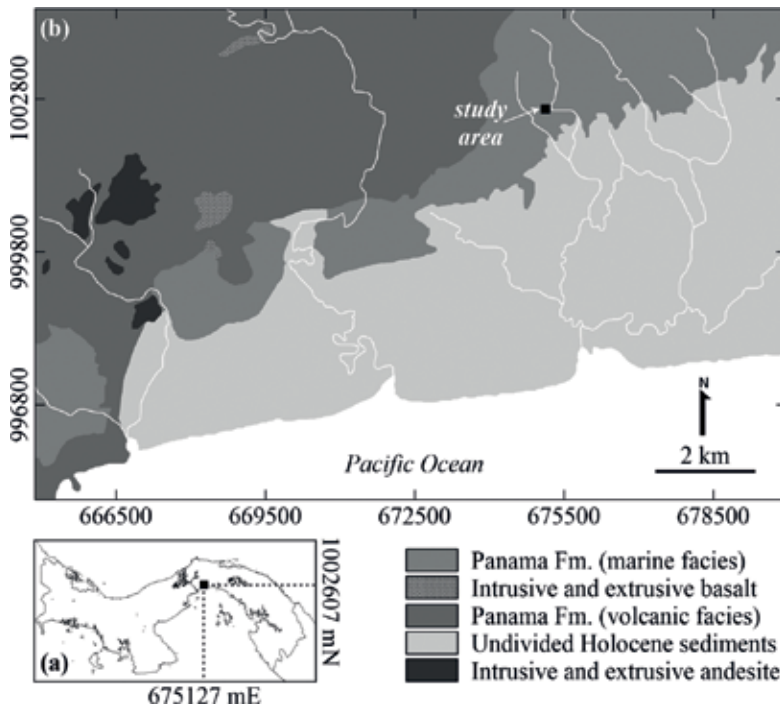 (b)
1002800
999800
996800
study
area
N
2 km
Pacific Ocean
666500
669500
672500
675500
678500
(a)
1002607 mN
675127 mE
Panama Fm. (marine facies)
Intrusive and extrusive basalt
Panama Fm. (volcanic facies)
Undivided Holocene sediments
Intrusive and extrusive andesite